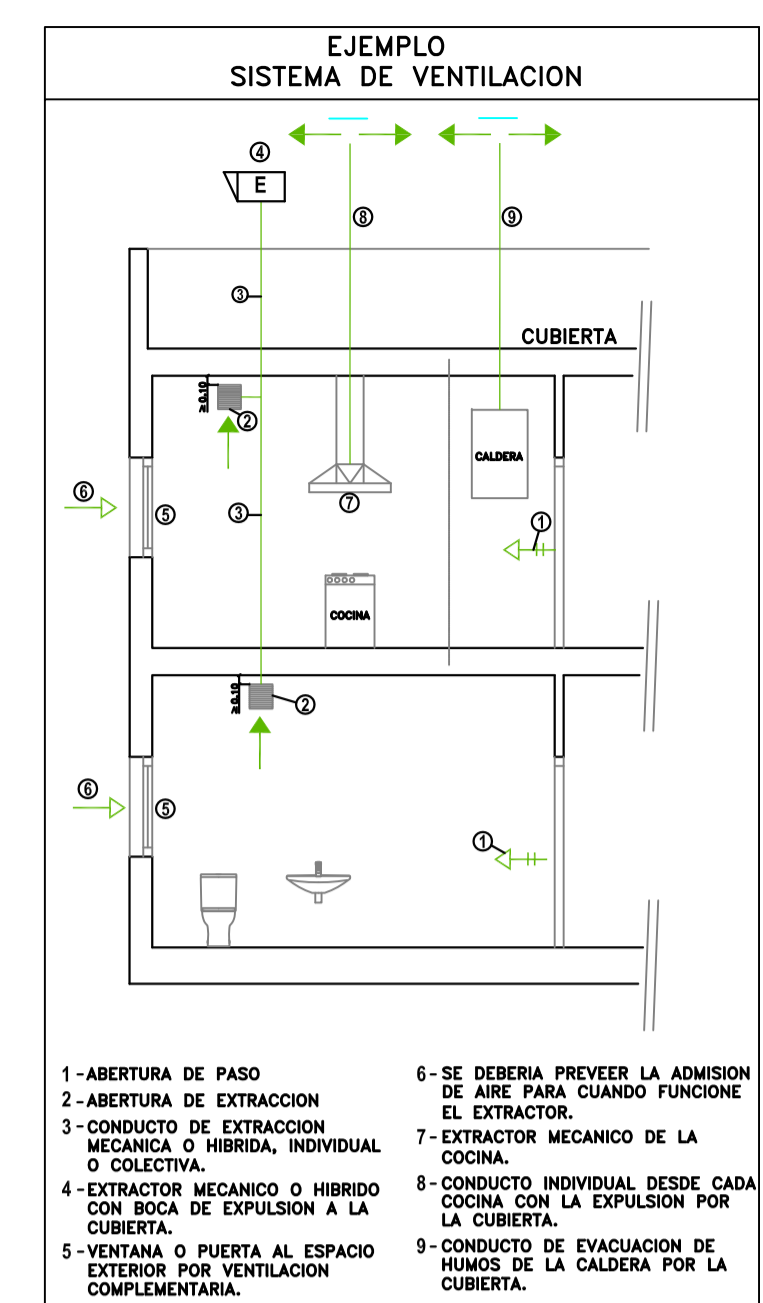 EJEMPLO
SISTEMA DE VENTILACION
4
E
8
9
3
CUBIERTA
≥0.10
2
CALDERA
6
5
7
3
1
COCINA
≥0.10
2
6
5
1
1 - ABERTURA DE PASO
2 - ABERTURA DE EXTRACCION
3 - CONDUCTO DE EXTRACCION
MECANICA O HIBRIDA, INDIVIDUAL
O COLECTIVA.
4 - EXTRACTOR MECANICO O HIBRIDO
CON BOCA DE EXPULSION A LA
CUBIERTA.
5 - VENTANA O PUERTA AL ESPACIO
EXTERIOR POR VENTILACION
COMPLEMENTARIA.
6 - SE DEBERIA PREVEER LA ADMISION
DE AIRE PARA CUANDO FUNCIONE
EL EXTRACTOR.
7 - EXTRACTOR MECANICO DE LA
COCINA.
8 - CONDUCTO INDIVIDUAL DESDE CADA
COCINA CON LA EXPULSION POR
LA CUBIERTA.
9 - CONDUCTO DE EVACUACION DE
HUMOS DE LA CALDERA POR LA
CUBIERTA.